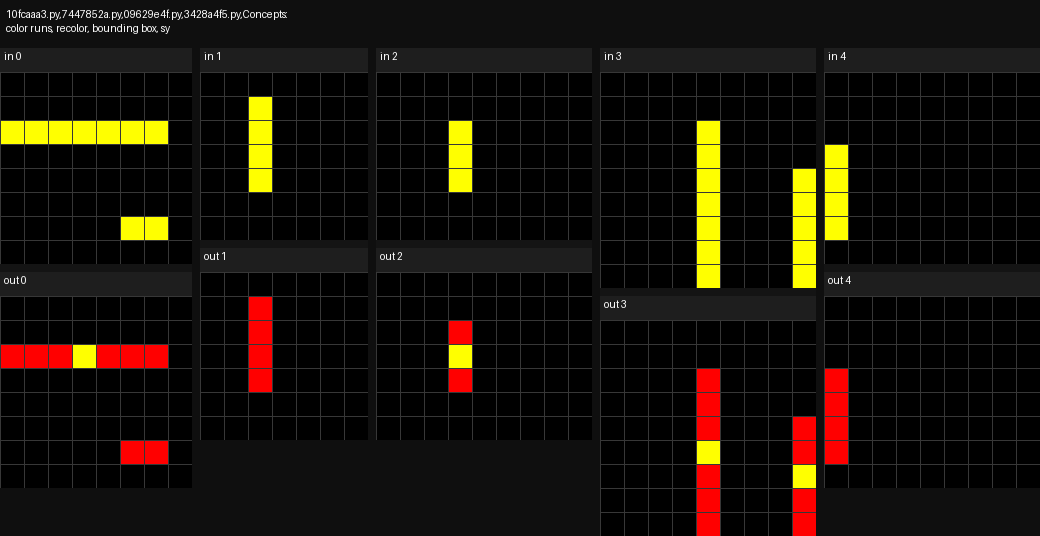 10fcaaa3.py,7447852a.py,09629e4f.py,3428a4f5.py,Concepts:
color runs, recolor, bounding box, sy
in 0
in 1
in 2
in 3
in 4
out 0
out 1
out 2
out 3
out 4